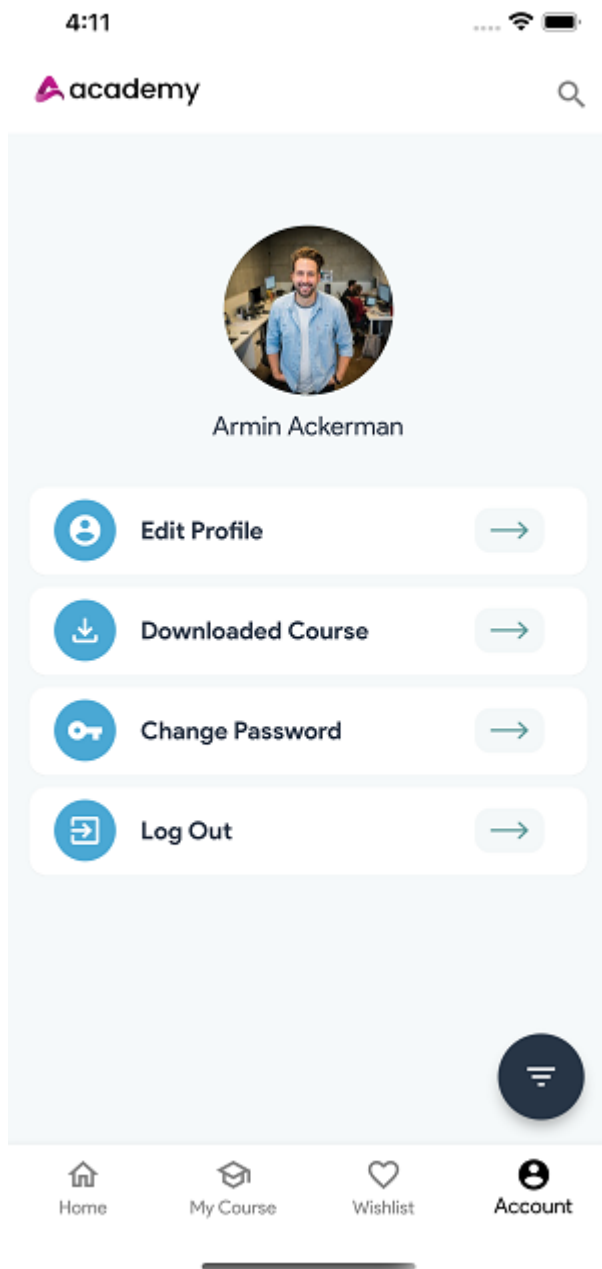 4:11
academy
Armin Ackerman
Edit Profile
Downloaded Course
Change Password
Log Out
Home
My Course
Wishlist
Account